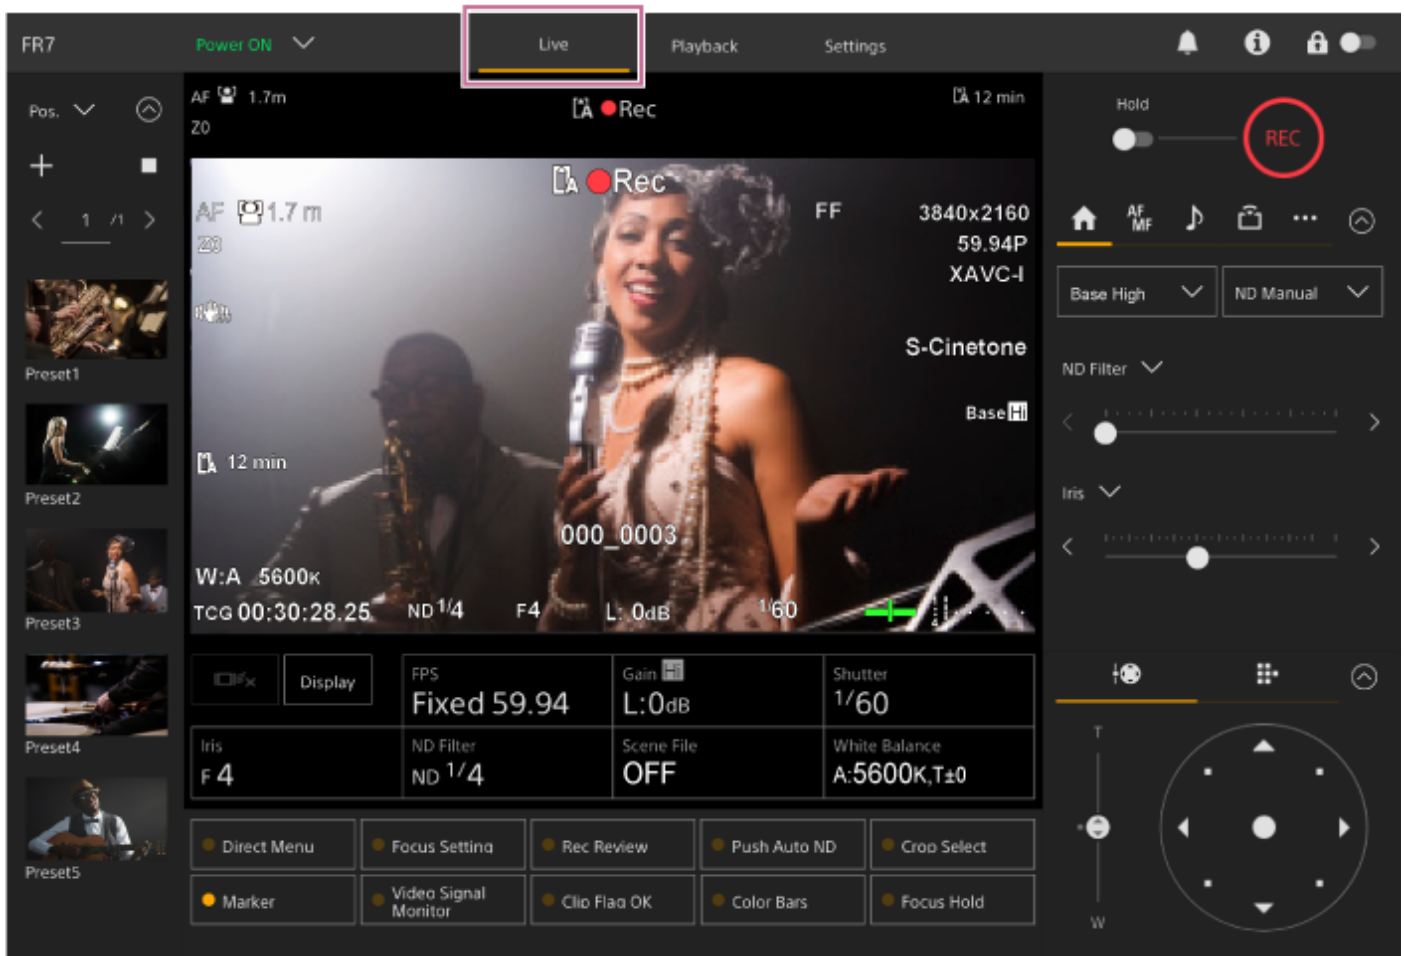 FR7
Power ON
Live
Playback
Settings
Pos.
1 /1
Preset1
Preset2
Preset3
Preset4
Preset5
AF 1.7m
Z0
A Rec
A 12 min
A Rec
AF 1.7 m
Z0
FF
3840x2160
59.94P
XAVC-I
S-Cinetone
Base Hi
A 12 min
000_0003
W:A 5600K
TCG 00:30:28.25 ND 1/4 F4 L: 0dB 1/60
Display
FPS
Fixed 59.94
Gain Hi
L:0dB
Shutter
1/60
Iris
F 4
ND Filter
ND 1/4
Scene File
OFF
White Balance
A:5600K,T±0
Direct Menu
Focus Setting
Rec Review
Push Auto ND
Crop Select
Marker
Video Signal
Monitor
Clip Flag OK
Color Bars
Focus Hold
Hold
REC
AF
MF
Base High
ND Manual
ND Filter
Iris
T
W